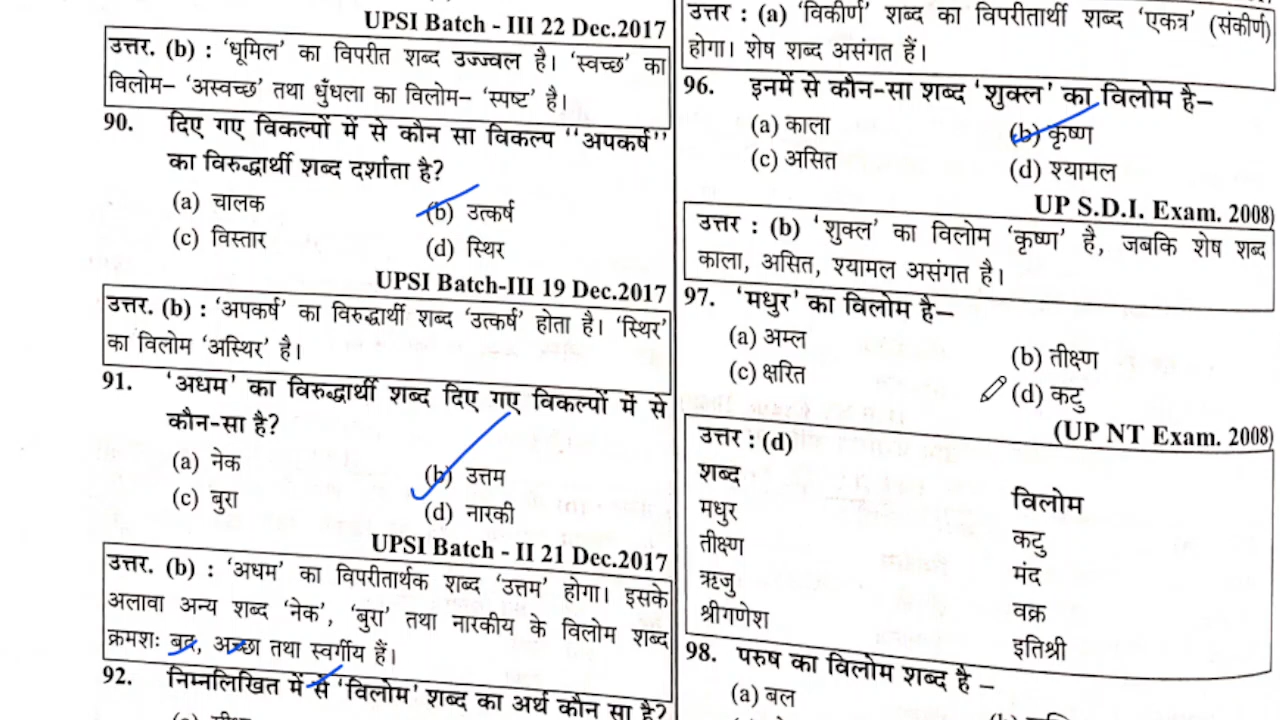 UPSI Batch - III 22 Dec.2017
उत्तर. (b) : 'धूमिल' का विपरीत शब्द उज्ज्वल है। 'स्वच्छ' का
विलोम– 'अस्वच्छ' तथा धुँधला का विलोम– 'स्पष्ट' है।
90. दिए गए विकल्पों में से कौन सा विकल्प ''अपकर्ष''
का विरुद्धार्थी शब्द दर्शाता है?
(a) चालक (b) उत्कर्ष
(c) विस्तार (d) स्थिर
UPSI Batch-III 19 Dec.2017
उत्तर. (b) : 'अपकर्ष' का विरुद्धार्थी शब्द 'उत्कर्ष' होता है। 'स्थिर'
का विलोम 'अस्थिर' है।
91. 'अधम' का विरुद्धार्थी शब्द दिए गए विकल्पों में से
कौन-सा है?
(a) नेक (b) उत्तम
(c) बुरा (d) नारकी
UPSI Batch - II 21 Dec.2017
उत्तर. (b) : 'अधम' का विपरीतार्थक शब्द 'उत्तम' होगा। इसके
अलावा अन्य शब्द 'नेक', 'बुरा' तथा नारकीय के विलोम शब्द
क्रमशः बद, अच्छा तथा स्वर्गीय हैं।
92. निम्नलिखित में से 'विलोम' शब्द का अर्थ कौन सा है?
उत्तर : (a) 'विकीर्ण' शब्द का विपरीतार्थी शब्द 'एकत्र' (संकीर्ण)
होगा। शेष शब्द असंगत हैं।
96. इनमें से कौन-सा शब्द 'शुक्ल' का विलोम है–
(a) काला (b) कृष्ण
(c) असित (d) श्यामल
UP S.D.I. Exam. 2008)
उत्तर : (b) 'शुक्ल' का विलोम 'कृष्ण' है, जबकि शेष शब्द
काला, असित, श्यामल असंगत है।
97. 'मधुर' का विलोम है–
(a) अम्ल (b) तीक्ष्ण
(c) क्षरित (d) कटु
(UP NT Exam. 2008)
उत्तर : (d)
शब्द विलोम
मधुर कटु
तीक्ष्ण मंद
ऋजु वक्र
श्रीगणेश इतिश्री
98. परुष का विलोम शब्द है –
(a) बल